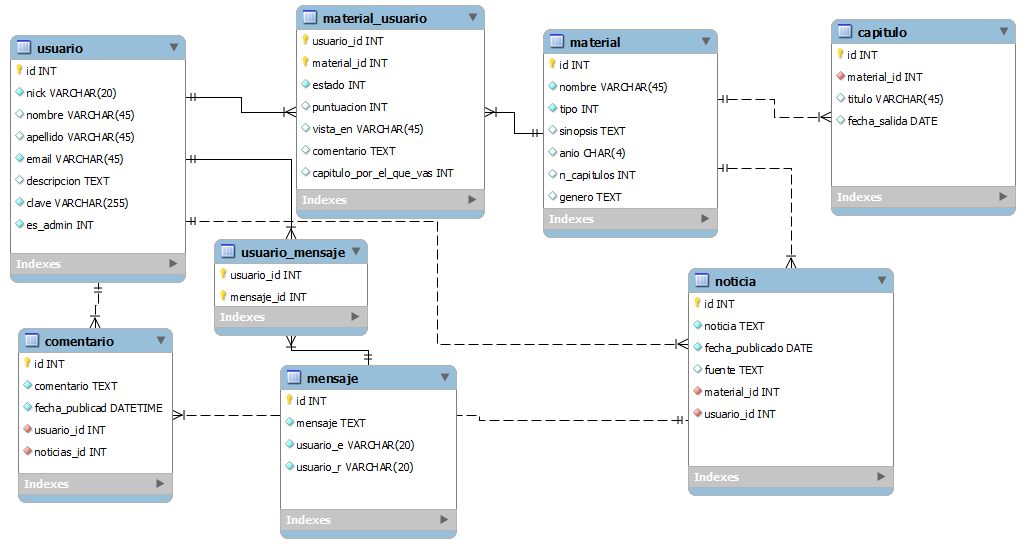 usuario
id INT
nick VARCHAR(20)
nombre VARCHAR(45)
apellido VARCHAR(45)
email VARCHAR(45)
descripcion TEXT
clave VARCHAR(255)
es_admin INT
Indexes
material_usuario
usuario_id INT
material_id INT
estado INT
puntuacion INT
vista_en VARCHAR(45)
comentario TEXT
capitulo_por_el_que_vas INT
Indexes
material
id INT
nombre VARCHAR(45)
tipo INT
sinopsis TEXT
anio CHAR(4)
n_capitulos INT
genero TEXT
Indexes
capitulo
id INT
material_id INT
titulo VARCHAR(45)
fecha_salida DATE
Indexes
usuario_mensaje
usuario_id INT
mensaje_id INT
Indexes
noticia
id INT
noticia TEXT
fecha_publicado DATE
fuente TEXT
material_id INT
usuario_id INT
Indexes
comentario
id INT
comentario TEXT
fecha_publicad DATETIME
usuario_id INT
noticias_id INT
Indexes
mensaje
id INT
mensaje TEXT
usuario_e VARCHAR(20)
usuario_r VARCHAR(20)
Indexes